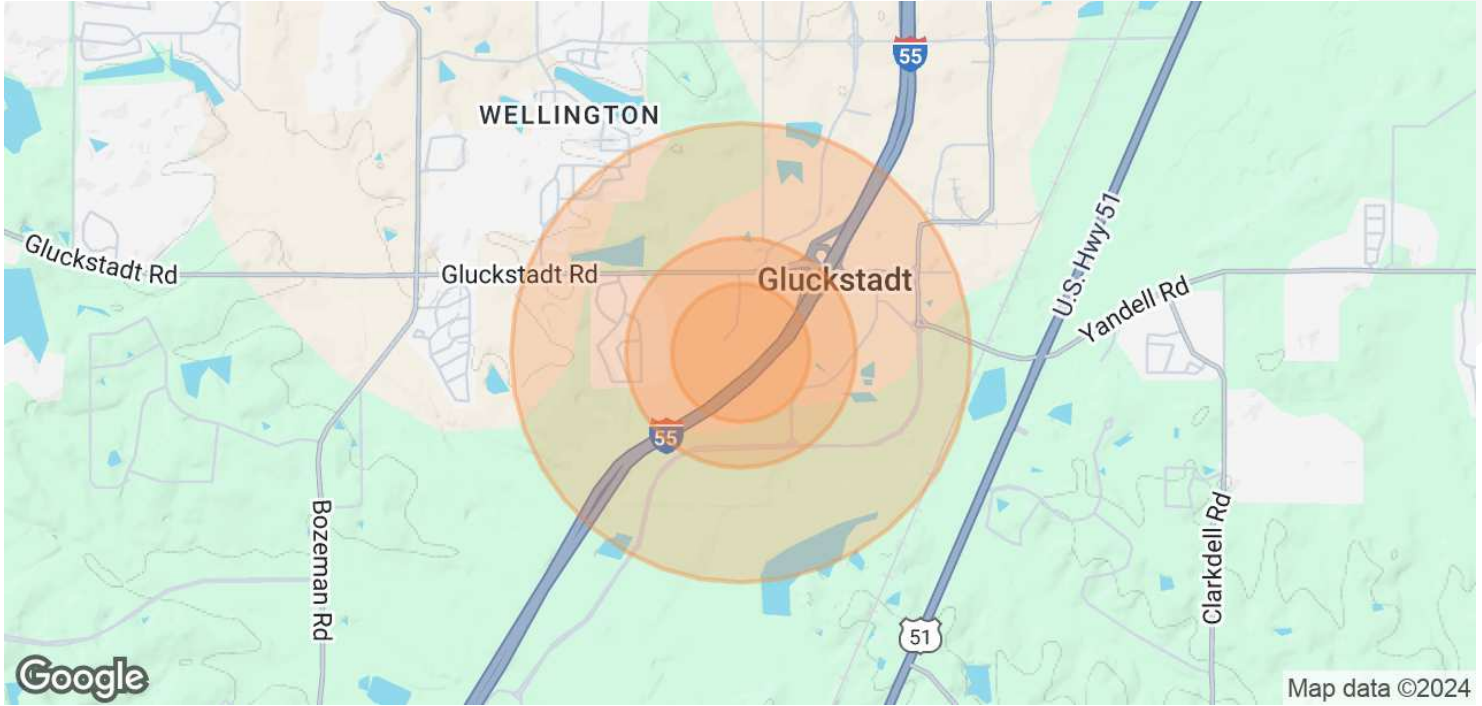 55
WELLINGTON
Gluckstadt Rd
Gluckstadt Rd
Gluckstadt
U.S. Hwy 51
Yandell Rd
55
Bozeman Rd
Clarkdell Rd
51
Google
Map data ©2024